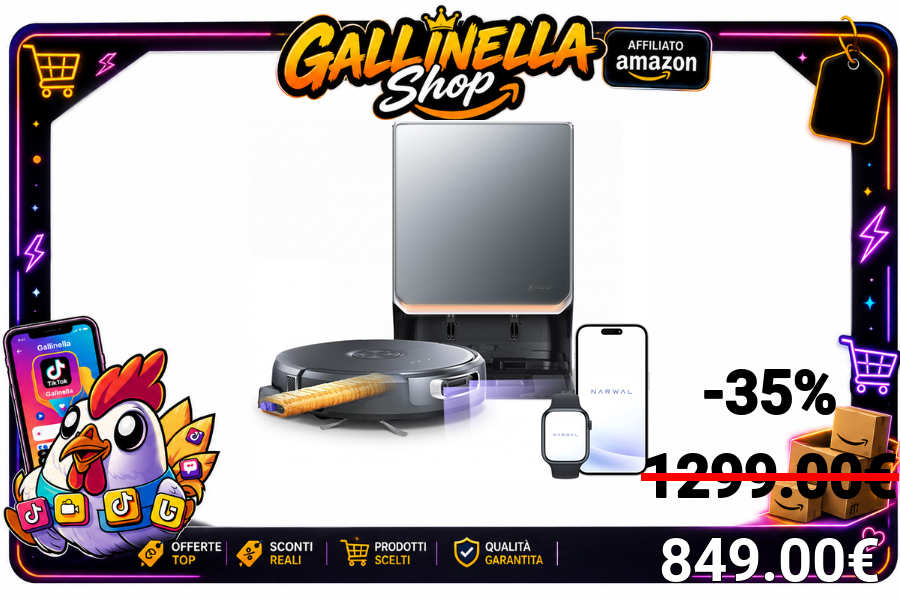 GALLINELLA
Shop
AFFILIATO
amazon
Gallinella
TikTok
Gallinella
NARWAL
NARWAL
-35%
1299.00€
849.00€
OFFERTE
TOP
SCONTI
REALI
PRODOTTI
SCELTI
QUALITÀ
GARANTITA